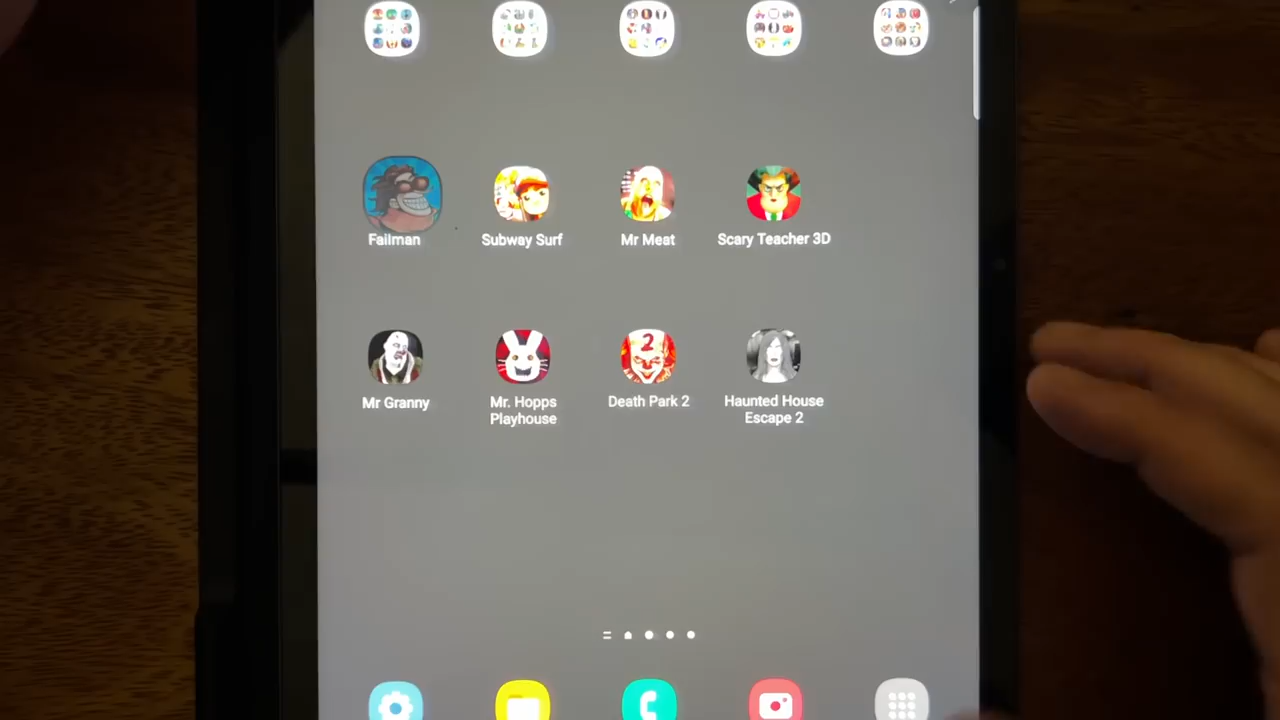 Failman
Subway Surf
Mr Meat
Scary Teacher 3D
Mr Granny
Mr. Hopps
Playhouse
Death Park 2
Haunted House
Escape 2
2